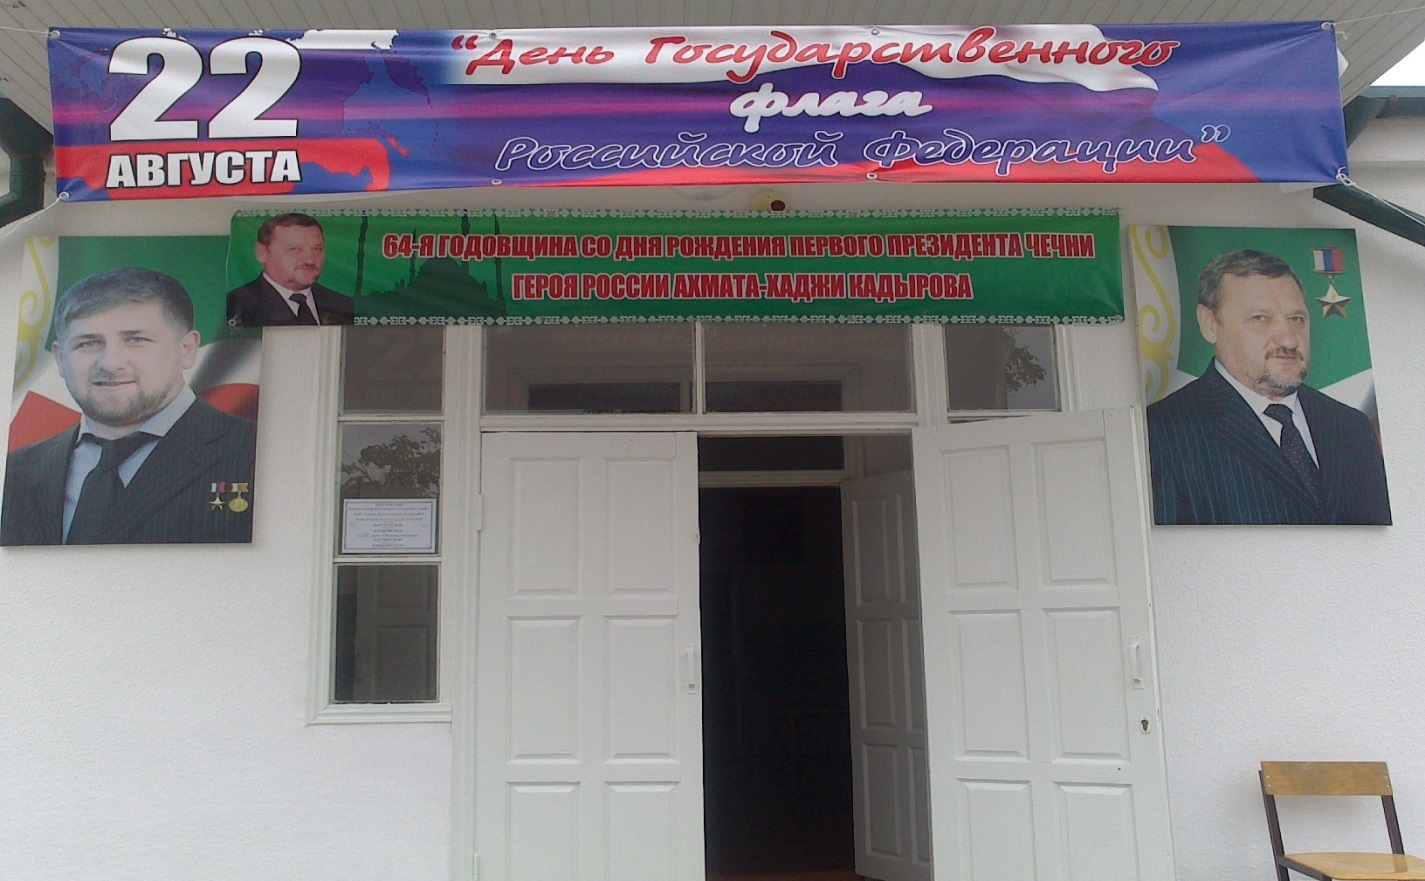 22
АВГУСТА
“День Государственного
флага
Российской Федерации”
64-Я ГОДОВЩИНА СО ДНЯ РОЖДЕНИЯ ПЕРВОГО ПРЕЗИДЕНТА ЧЕЧНИ
ГЕРОЯ РОССИИ АХМАТА-ХАДЖИ КАДЫРОВА